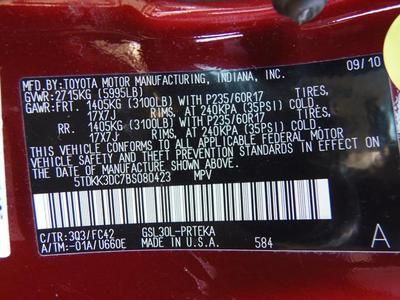 MFD. BY: TOYOTA MOTOR MANUFACTURING, INDIANA, INC. 09/10
GVWR: 2715KG (5995LB)
GAWR: FRT. 1405KG (3100LB) WITH P235/60R17 TIRES,
17X7J RIMS, AT 240KPA (35PSI) COLD.
RR. 1405KG (3100LB) WITH P235/60R17 TIRES,
17X7J RIMS, AT 240KPA (35PSI) COLD.
THIS VEHICLE CONFORMS TO ALL APPLICABLE FEDERAL MOTOR
VEHICLE SAFETY STANDARDS IN EFFECT ON
THE DATE OF MANUFACTURE SHOWN ABOVE.
5TDKK3DC7BS080423 MPV
C/TR: 3Q3/FC42 GSL30L-PRTEKA
A/TM: -01A/U660E MADE IN U.S.A. 584 A